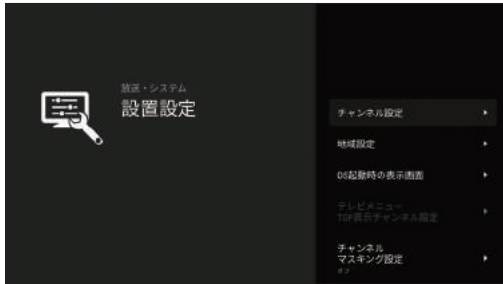 放送・システム
設置設定
チャンネル設定
地域設定
OS起動時の表示画面
テレビメニュー
TOP表示チャンネル設定
チャンネル
マスキング設定
オフ